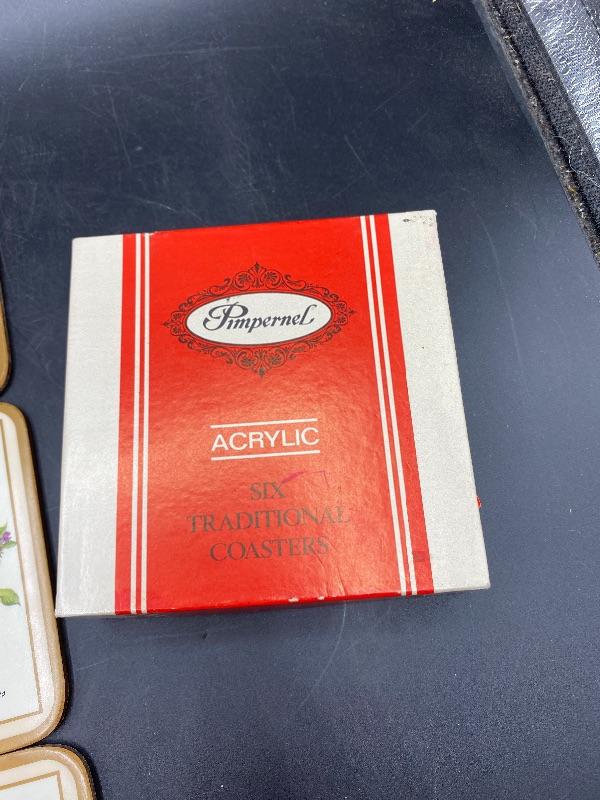 Pimpernel
ACRYLIC
SIX
TRADITIONAL
COASTERS